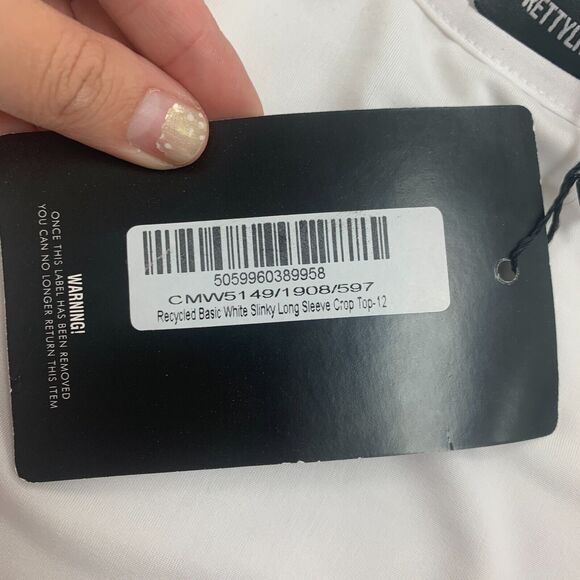 RETTYLI
5059960389958
CMW5149/1908/597
Recycled Basic White Slinky Long Sleeve Crop Top-12
WARNING!
ONCE THIS LABEL HAS BEEN REMOVED
YOU CAN NO LONGER RETURN THIS ITEM